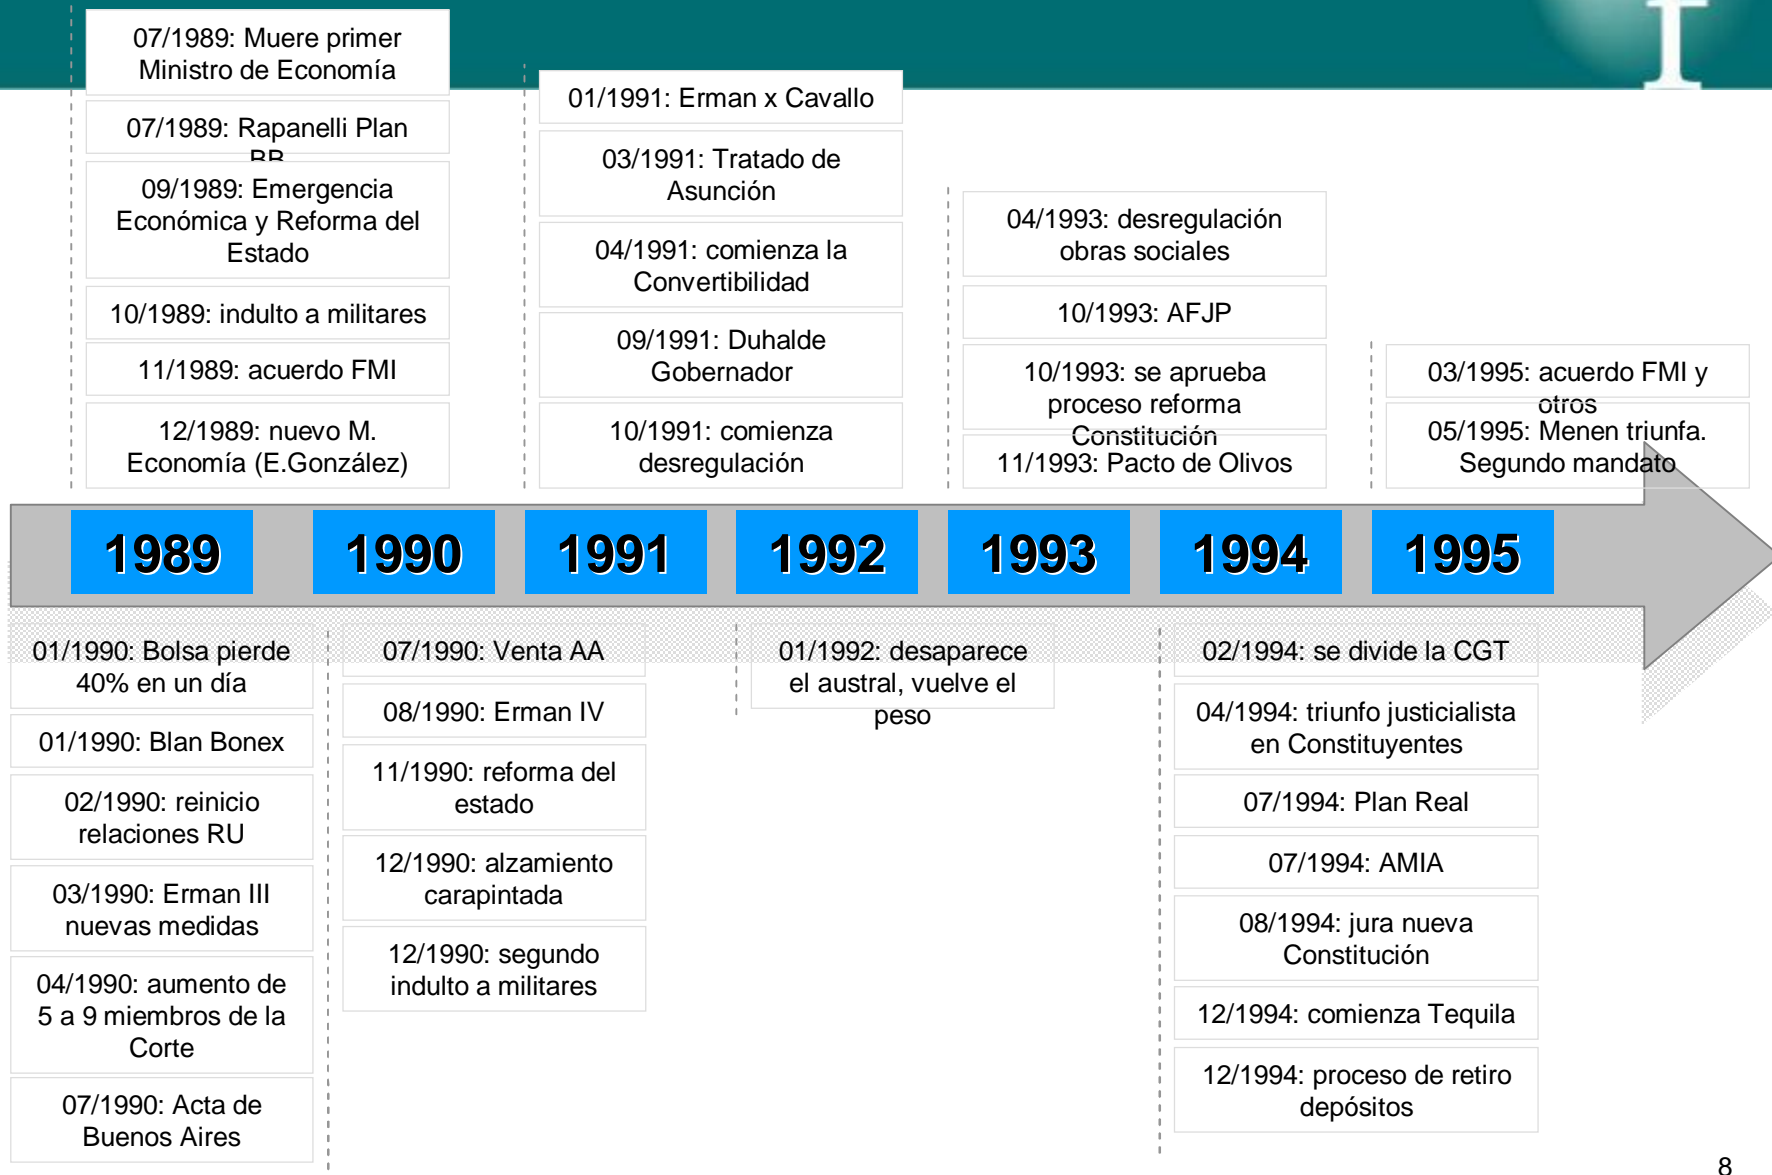 07/1989: Muere primer
Ministro de Economía
07/1989: Rapanelli Plan
BB
09/1989: Emergencia
Económica y Reforma del
Estado
10/1989: indulto a militares
11/1989: acuerdo FMI
12/1989: nuevo M.
Economía (E.González)
01/1991: Erman x Cavallo
03/1991: Tratado de
Asunción
04/1991: comienza la
Convertibilidad
09/1991: Duhalde
Gobernador
10/1991: comienza
desregulación
04/1993: desregulación
obras sociales
10/1993: AFJP
10/1993: se aprueba
proceso reforma
Constitución
11/1993: Pacto de Olivos
03/1995: acuerdo FMI y
otros
05/1995: Menen triunfa.
Segundo mandato
1989
1990
1991
1992
1993
1994
1995
01/1990: Bolsa pierde
40% en un día
01/1990: Blan Bonex
02/1990: reinicio
relaciones RU
03/1990: Erman III
nuevas medidas
04/1990: aumento de
5 a 9 miembros de la
Corte
07/1990: Acta de
Buenos Aires
07/1990: Venta AA
08/1990: Erman IV
11/1990: reforma del
estado
12/1990: alzamiento
carapintada
12/1990: segundo
indulto a militares
01/1992: desaparece
el austral, vuelve el
peso
02/1994: se divide la CGT
04/1994: triunfo justicialista
en Constituyentes
07/1994: Plan Real
07/1994: AMIA
08/1994: jura nueva
Constitución
12/1994: comienza Tequila
12/1994: proceso de retiro
depósitos
8